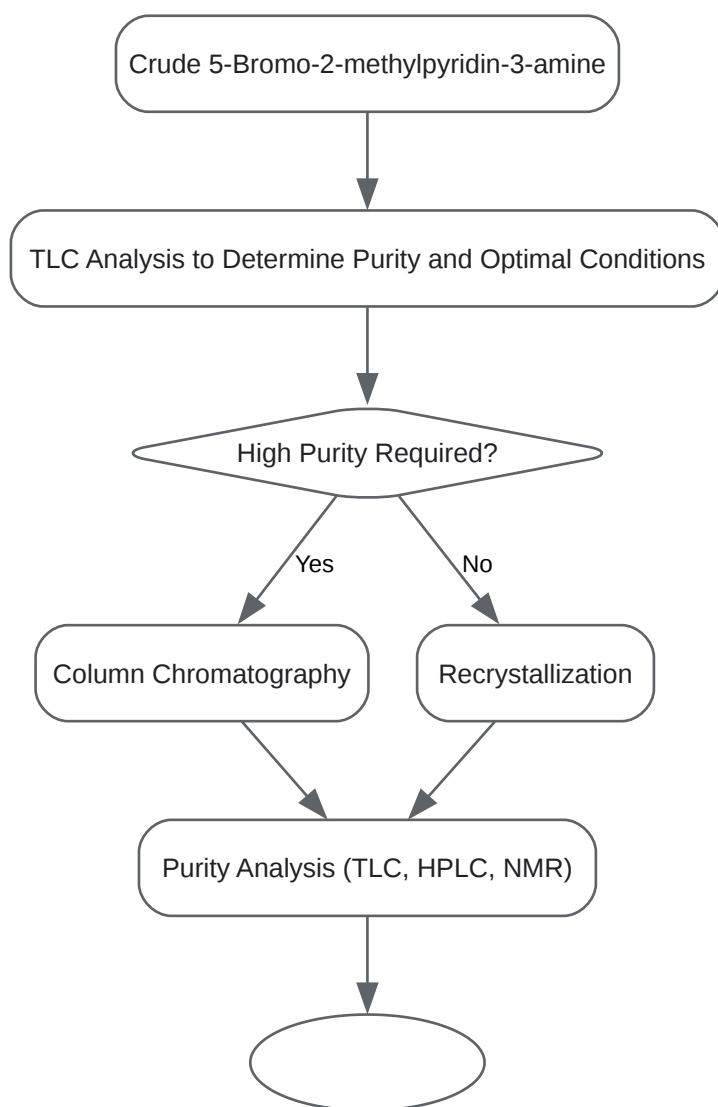 Crude 5-Bromo-2-methylpyridin-3-amine
TLC Analysis to Determine Purity and Optimal Conditions
High Purity Required?
Yes
No
Column Chromatography
Recrystallization
Purity Analysis (TLC, HPLC, NMR)